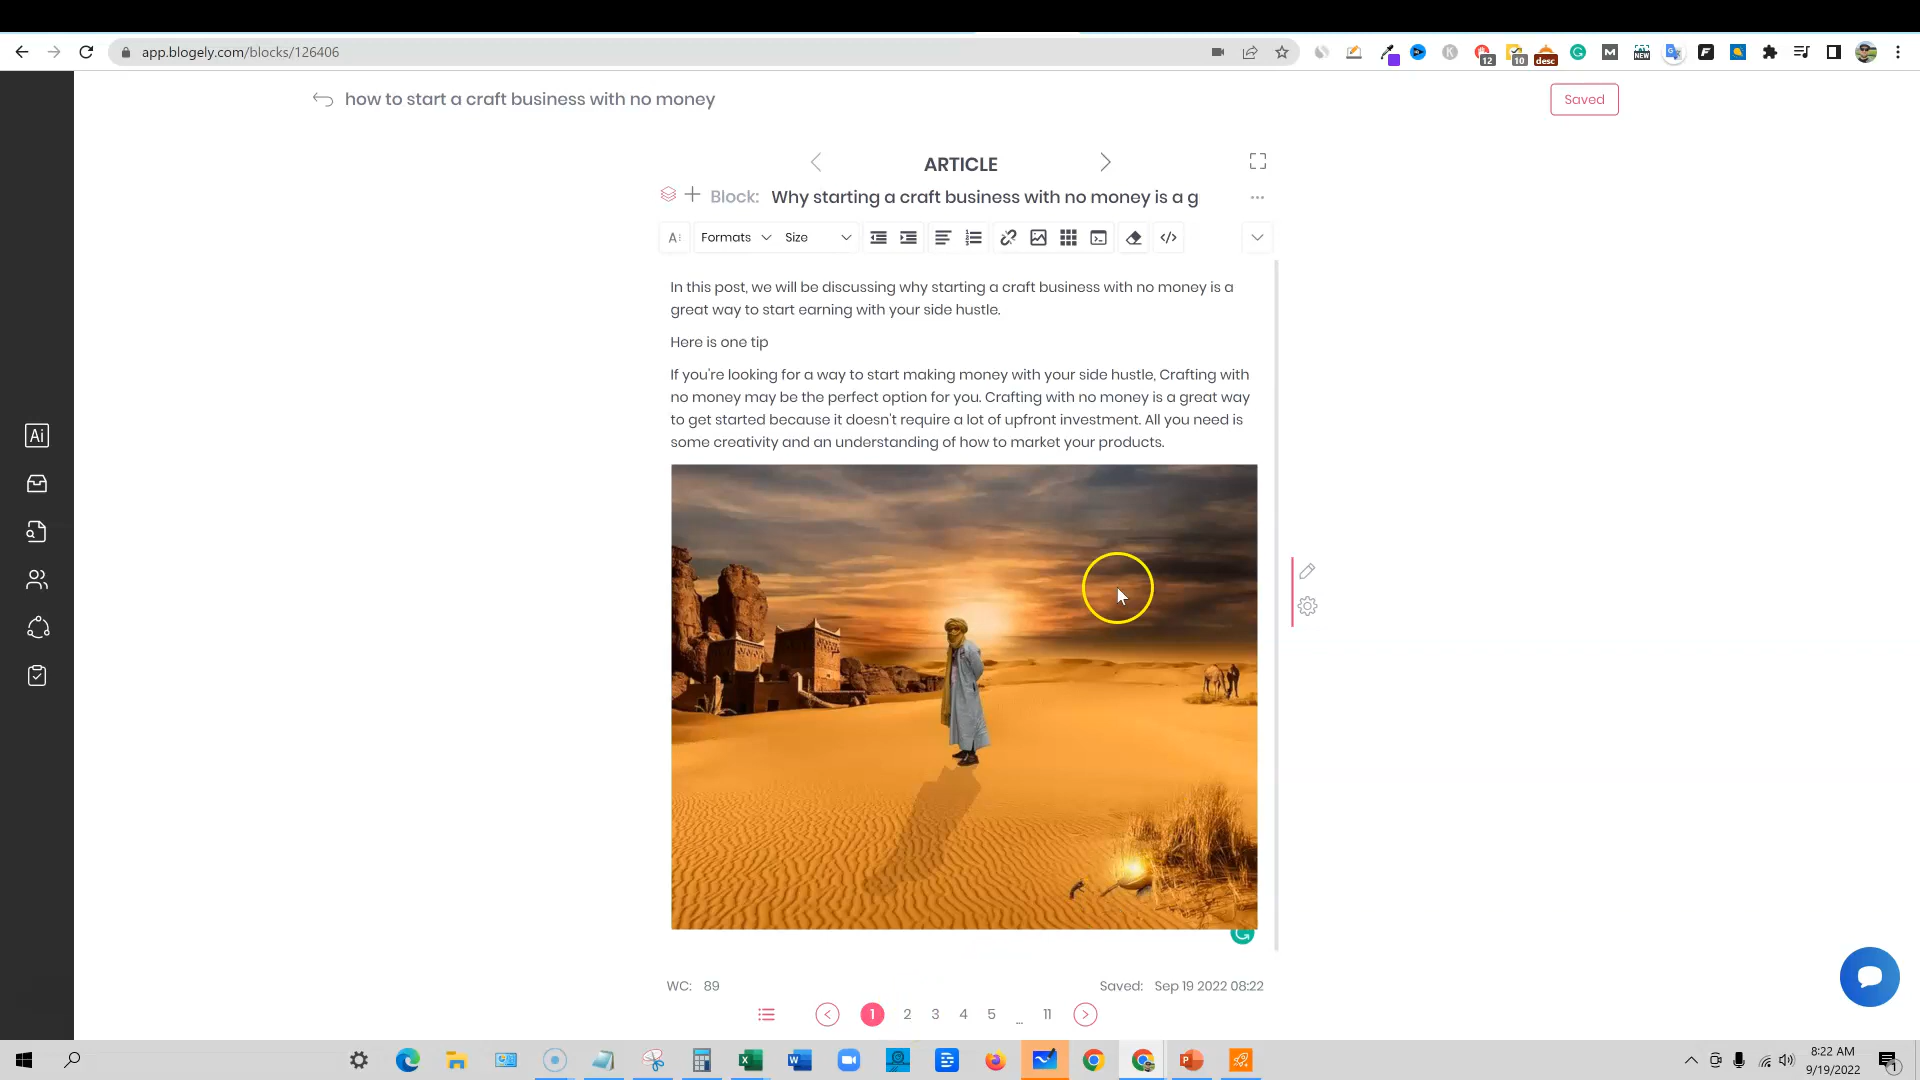 app.blogely.com/blocks/126406
12
10
desc
NEW
how to start a craft business with no money
Saved
ARTICLE
Block: Why starting a craft business with no money is a g
Formats
Size
In this post, we will be discussing why starting a craft business with no money is a
great way to start earning with your side hustle.
Here is one tip
If you're looking for a way to start making money with your side hustle, Crafting with
no money may be the perfect option for you. Crafting with no money is a great way
to get started because it doesn't require a lot of upfront investment. All you need is
some creativity and an understanding of how to market your products.
Ai
WC: 89
Saved: Sep 19 2022 08:22
1 2 3 4 5 ... 11
8:22 AM
9/19/2022